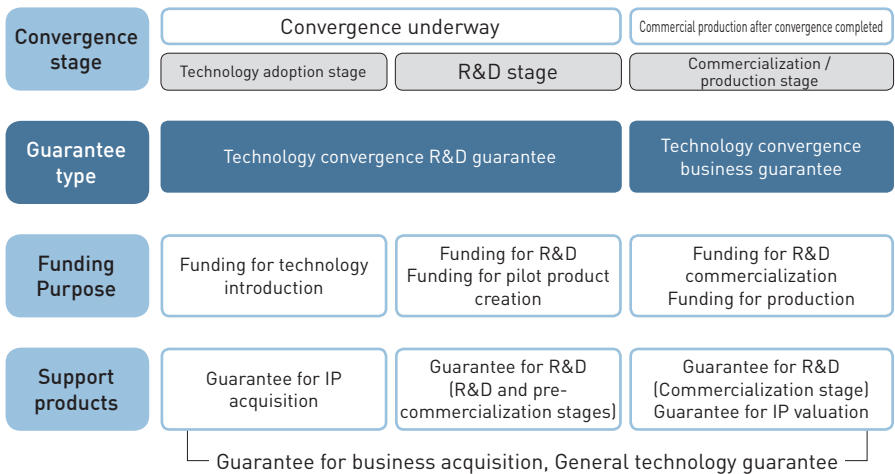 Convergence
stage
Convergence underway
Commercial production after convergence completed
Technology adoption stage
R&D stage
Commercialization /
production stage
Guarantee
type
Technology convergence R&D guarantee
Technology convergence
business guarantee
Funding
Purpose
Funding for technology
introduction
Funding for R&D
Funding for pilot product
creation
Funding for R&D
commercialization
Funding for production
Support
products
Guarantee for IP
acquisition
Guarantee for R&D
(R&D and pre-
commercialization stages)
Guarantee for R&D
(Commercialization stage)
Guarantee for IP valuation
Guarantee for business acquisition, General technology guarantee